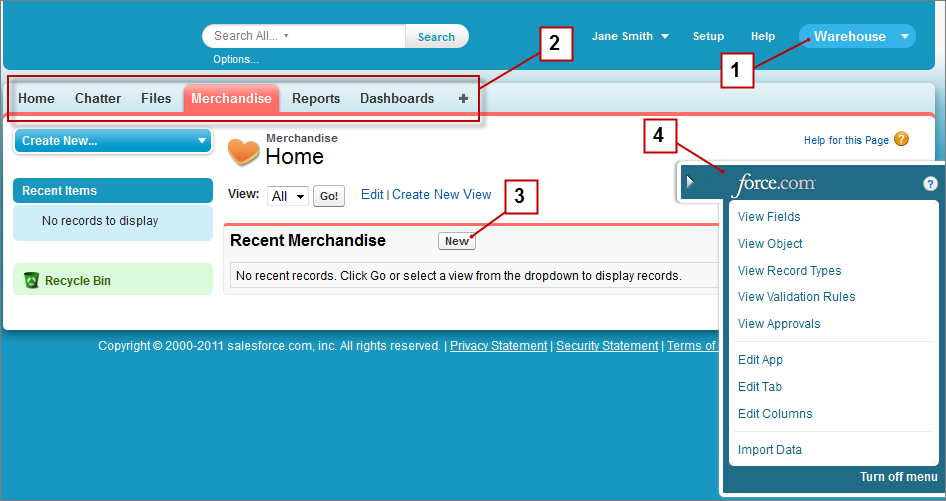 Search All...
Search
Options...
Jane Smith
Setup
Help
Warehouse
1
2
Home Chatter Files Merchandise Reports Dashboards +
Create New...
Merchandise
Home
Help for this Page ?
4
force.com
?
Recent Items
No records to display
View: All Go! Edit | Create New View
3
Recent Merchandise New
No recent records. Click Go or select a view from the dropdown to display records.
Recycle Bin
View Fields
View Object
View Record Types
View Validation Rules
View Approvals
Edit App
Edit Tab
Edit Columns
Import Data
Turn off menu
Copyright © 2000-2011 salesforce.com, inc. All rights reserved. | Privacy Statement | Security Statement | Terms of